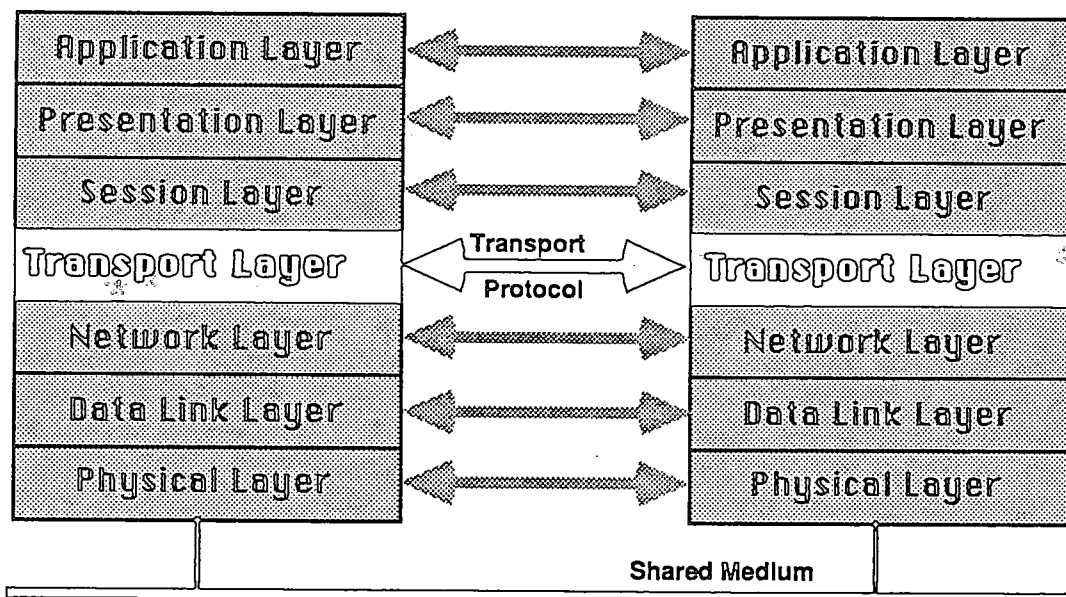 Application Layer
Application Layer
Presentation Layer
Presentation Layer
Session Layer
Session Layer
Transport Layer
Transport
Protocol
Transport Layer
Network Layer
Network Layer
Data Link Layer
Data Link Layer
Physical Layer
Physical Layer
Shared Medium